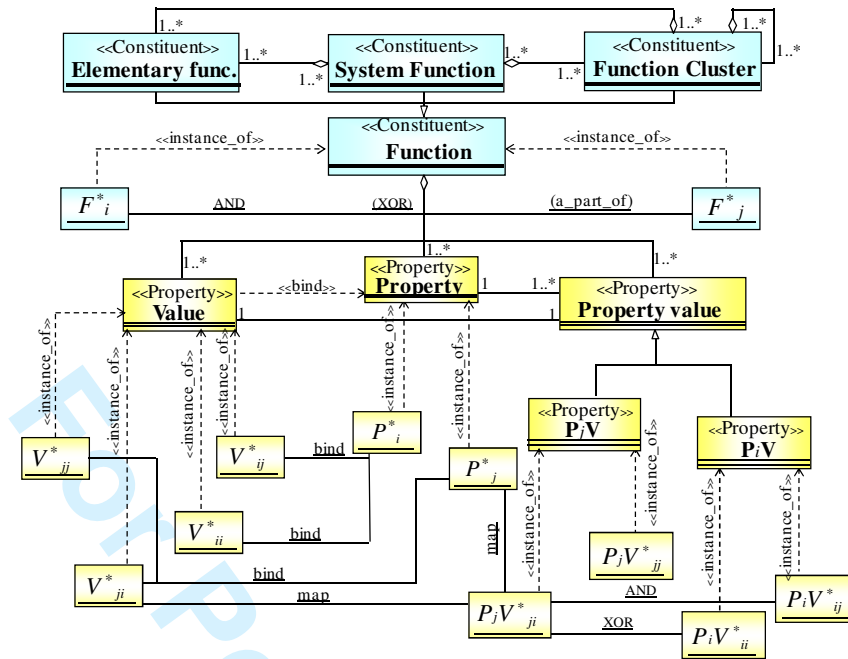 1..* 1..*
<<Constituent>> <<Constituent>> <<Constituent>>
Elementary func. System Function Function Cluster
1..* 1..* 1..* 1..* 1..*
<<Constituent>>
Function
<<instance_of>> <<instance_of>>
F*i AND (XOR) (a_part_of) F*j
1..* 1..* 1..*
<<Property>>
Property
<<bind>> 1 1..*
<<Property>>
Value
<<Property>>
Property value
1 1
<<instance_of>> <<instance_of>> <<instance_of>> <<instance_of>> <<instance_of>> <<instance_of>>
<<Property>>
PjV
<<Property>>
PiV
V*jj V*ij bind P*i P*j
<<instance_of>> <<instance_of>> <<instance_of>> <<instance_of>>
V*ii bind map PjV*jj
V*ji bind
map PjV*ji AND PiV*ij
XOR PiV*ii
For Pe